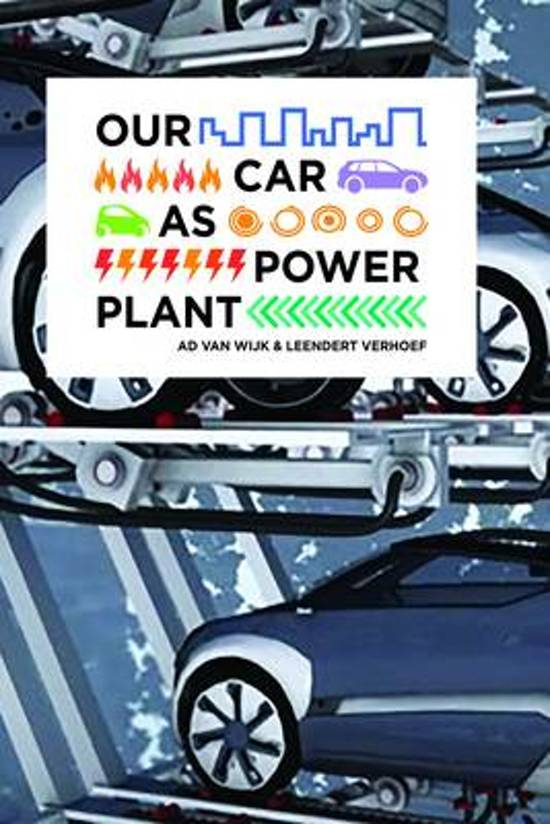 OUR
CAR
AS
POWER
PLANT
AD VAN WIJK & LEENDERT VERHOEF